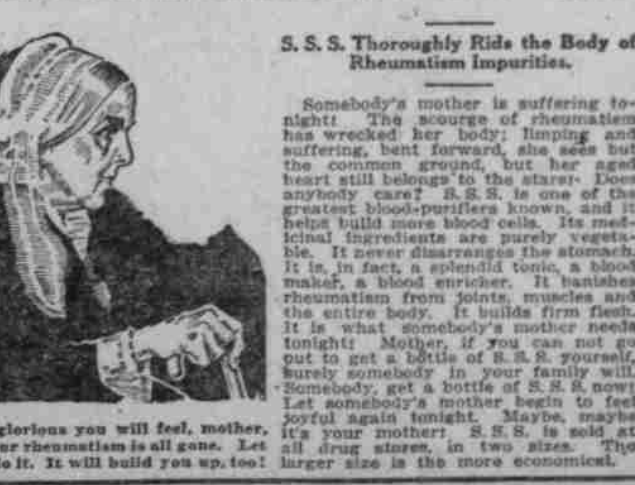 S. S. S. Thoroughly Rids the Body of
Rheumatism Impurities.
Somebody's mother is suffering to-
night! The scourge of rheumatism
has wrecked her body; limping and
suffering, bent forward, she sees but
the common ground, but her aged
heart still belongs to the stars! Does
anybody care? S. S. S. is one of the
greatest blood-purifiers known, and it
helps build more blood cells. Its med-
icinal ingredients are purely vegeta-
ble. It never disarranges the stomach.
It is, in fact, a splendid tonic, a blood
maker, a blood enricher. It banishes
rheumatism from joints, muscles and
the entire body. It builds firm flesh.
It is what somebody's mother needs
tonight! Mother, if you can not go
out to get a bottle of S. S. S. yourself,
surely somebody in your family will.
Somebody, get a bottle of S. S. S. now!
Let somebody's mother begin to feel
joyful again tonight. Maybe, maybe
it's your mother! S. S. S. is sold at
all drug stores, in two sizes. The
larger size is the more economical.
glorious you will feel, mother,
ur rheumatism is all gone. Let
do it. It will build you up, too!